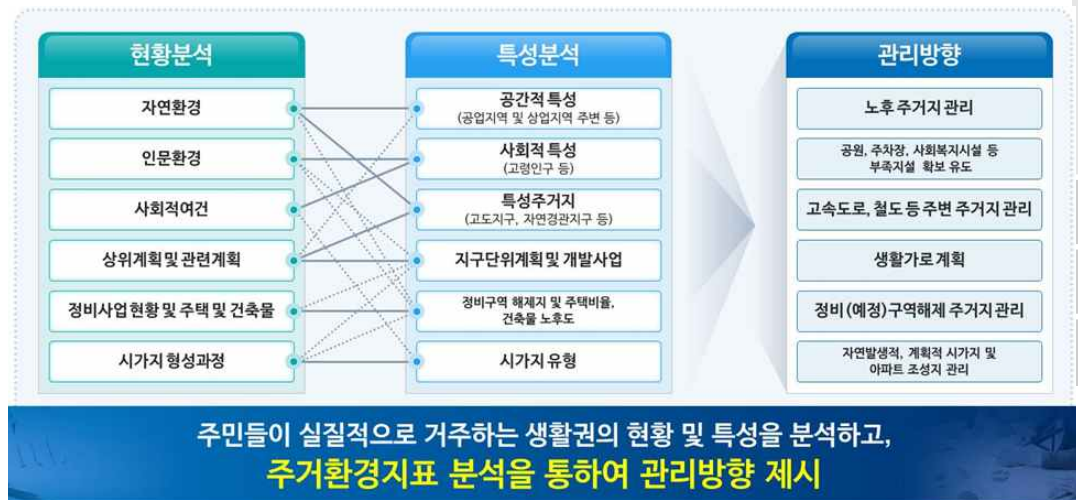 현황분석
자연환경
인문환경
사회적여건
상위계획 및 관련계획
정비사업현황 및 주택 및 건축물
시가지 형성과정
특성분석
공간적 특성
(공업지역 및 상업지역 주변 등)
사회적 특성
(고령인구 등)
특성주거지
(고도지구, 자연경관지구 등)
지구단위계획 및 개발사업
정비구역 해제지 및 주택비율,
건축물 노후도
시가지 유형
관리방향
노후 주거지 관리
공원, 주차장, 사회복지시설 등
부족지설 확보 유도
고속도로, 철도 등 주변 주거지 관리
생활가로 계획
정비 (예정)구역해제 주거지 관리
자연발생적, 계획적 시가지 및
아파트 조성지 관리
주민들이 실질적으로 거주하는 생활권의 현황 및 특성을 분석하고,
주거환경지표 분석을 통하여 관리방향 제시